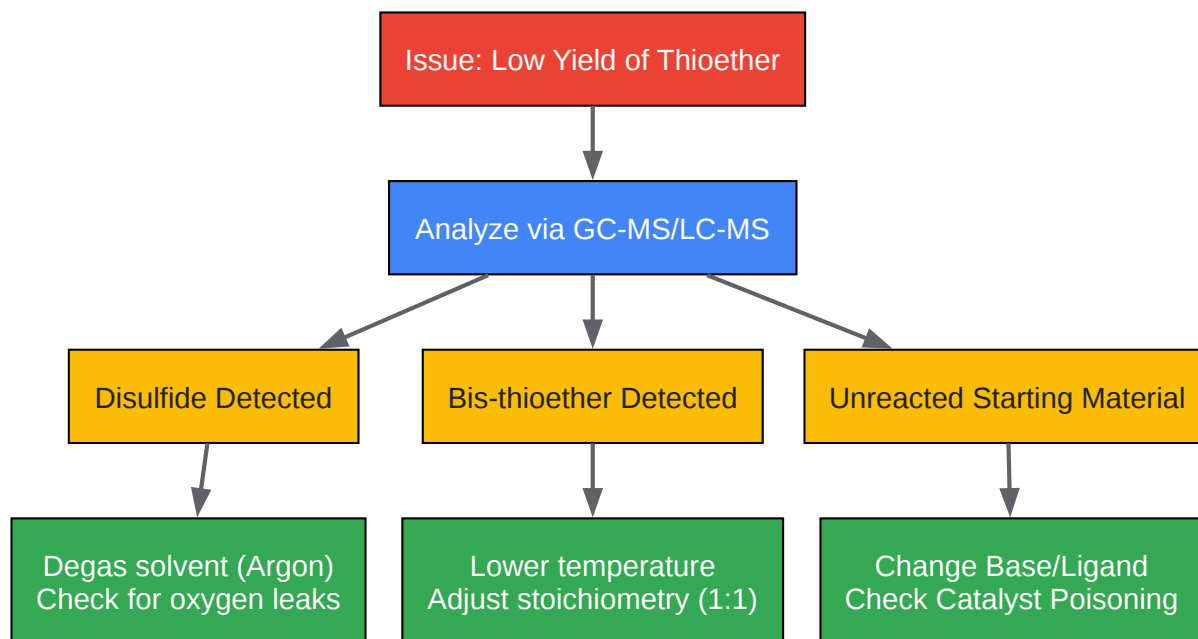 Issue: Low Yield of Thioether
Analyze via GC-MS/LC-MS
Disulfide Detected
Bis-thioether Detected
Unreacted Starting Material
Degas solvent (Argon)
Check for oxygen leaks
Lower temperature
Adjust stoichiometry (1:1)
Change Base/Ligand
Check Catalyst Poisoning